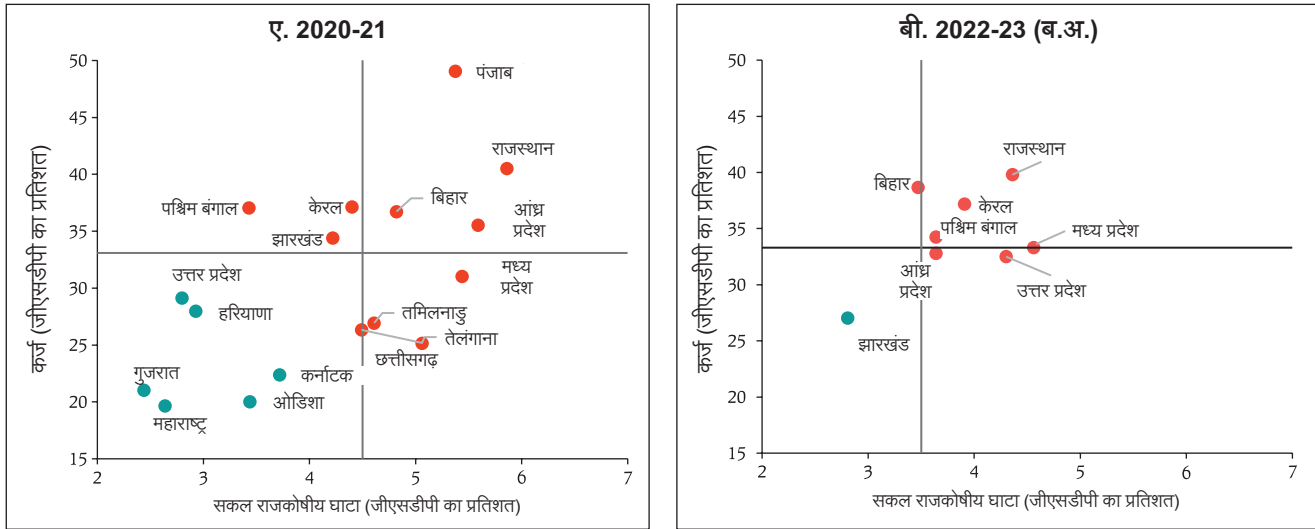 ए. 2020-21
50
45
40
35
30
25
20
15
2
3
4
5
6
7
कर्ज (जीएसडीपी का प्रतिशत)
सकल राजकोषीय घाटा (जीएसडीपी का प्रतिशत)
पंजाब
राजस्थान
पश्चिम बंगाल
केरल
बिहार
झारखंड
आंध्र
प्रदेश
उत्तर प्रदेश
हरियाणा
मध्य
प्रदेश
तमिलनाडु
तेलंगाना
छत्तीसगढ़
गुजरात
महाराष्ट्र
कर्नाटक
ओडिशा
बी. 2022-23 (ब.अ.)
50
45
40
35
30
25
20
15
2
3
4
5
6
7
कर्ज (जीएसडीपी का प्रतिशत)
सकल राजकोषीय घाटा (जीएसडीपी का प्रतिशत)
राजस्थान
बिहार
केरल
पश्चिम बंगाल
मध्य प्रदेश
आंध्र
प्रदेश
उत्तर प्रदेश
झारखंड